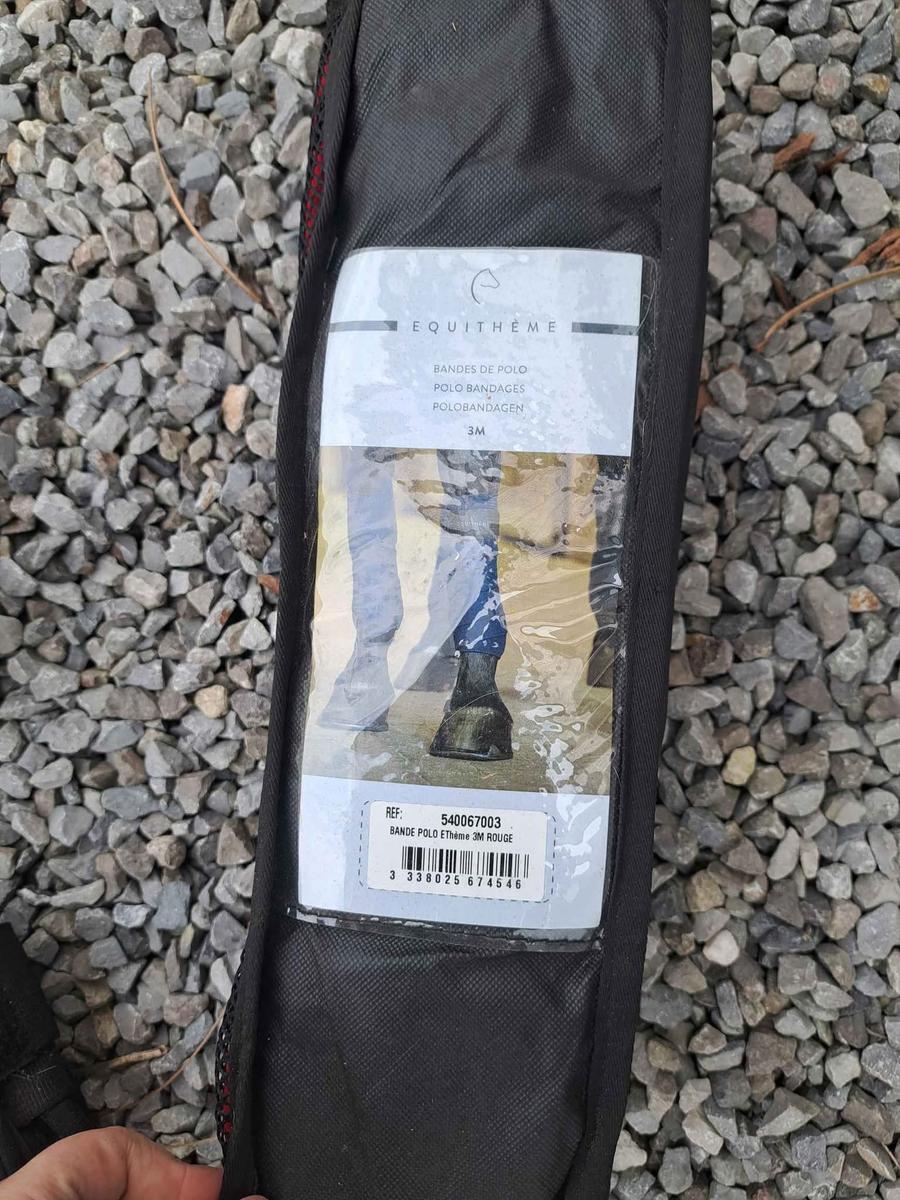 EQUITHÈME
BANDES DE POLO
POLO BANDAGES
POLOBANDAGEN
3M
REF: 540067003
BANDE POLO EThème 3M ROUGE
3 338025 674546